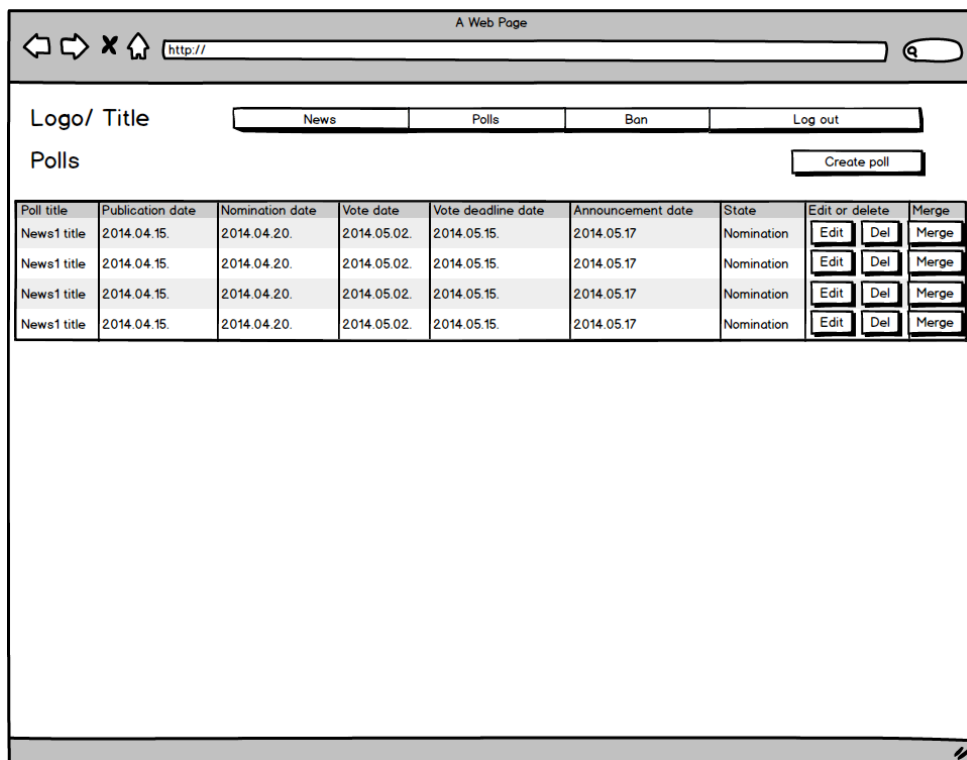 A Web Page
http://
Logo/ Title News Polls Ban Log out
Polls Create poll
Poll title Publication date Nomination date Vote date Vote deadline date Announcement date State Edit or delete Merge
News1 title 2014.04.15. 2014.04.20. 2014.05.02. 2014.05.15. 2014.05.17 Nomination Edit Del Merge
News1 title 2014.04.15. 2014.04.20. 2014.05.02. 2014.05.15. 2014.05.17 Nomination Edit Del Merge
News1 title 2014.04.15. 2014.04.20. 2014.05.02. 2014.05.15. 2014.05.17 Nomination Edit Del Merge
News1 title 2014.04.15. 2014.04.20. 2014.05.02. 2014.05.15. 2014.05.17 Nomination Edit Del Merge